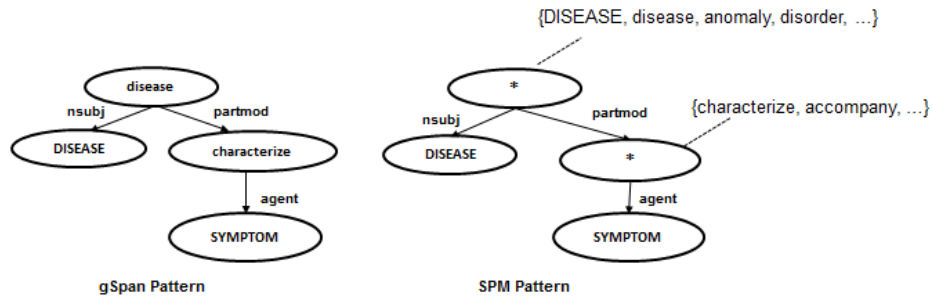 {DISEASE, disease, anomaly, disorder, ...}
disease
*
nsubj
partmod
nsubj
partmod
{characterize, accompany, ...}
DISEASE
characterize
DISEASE
*
agent
agent
SYMPTOM
SYMPTOM
gSpan Pattern
SPM Pattern